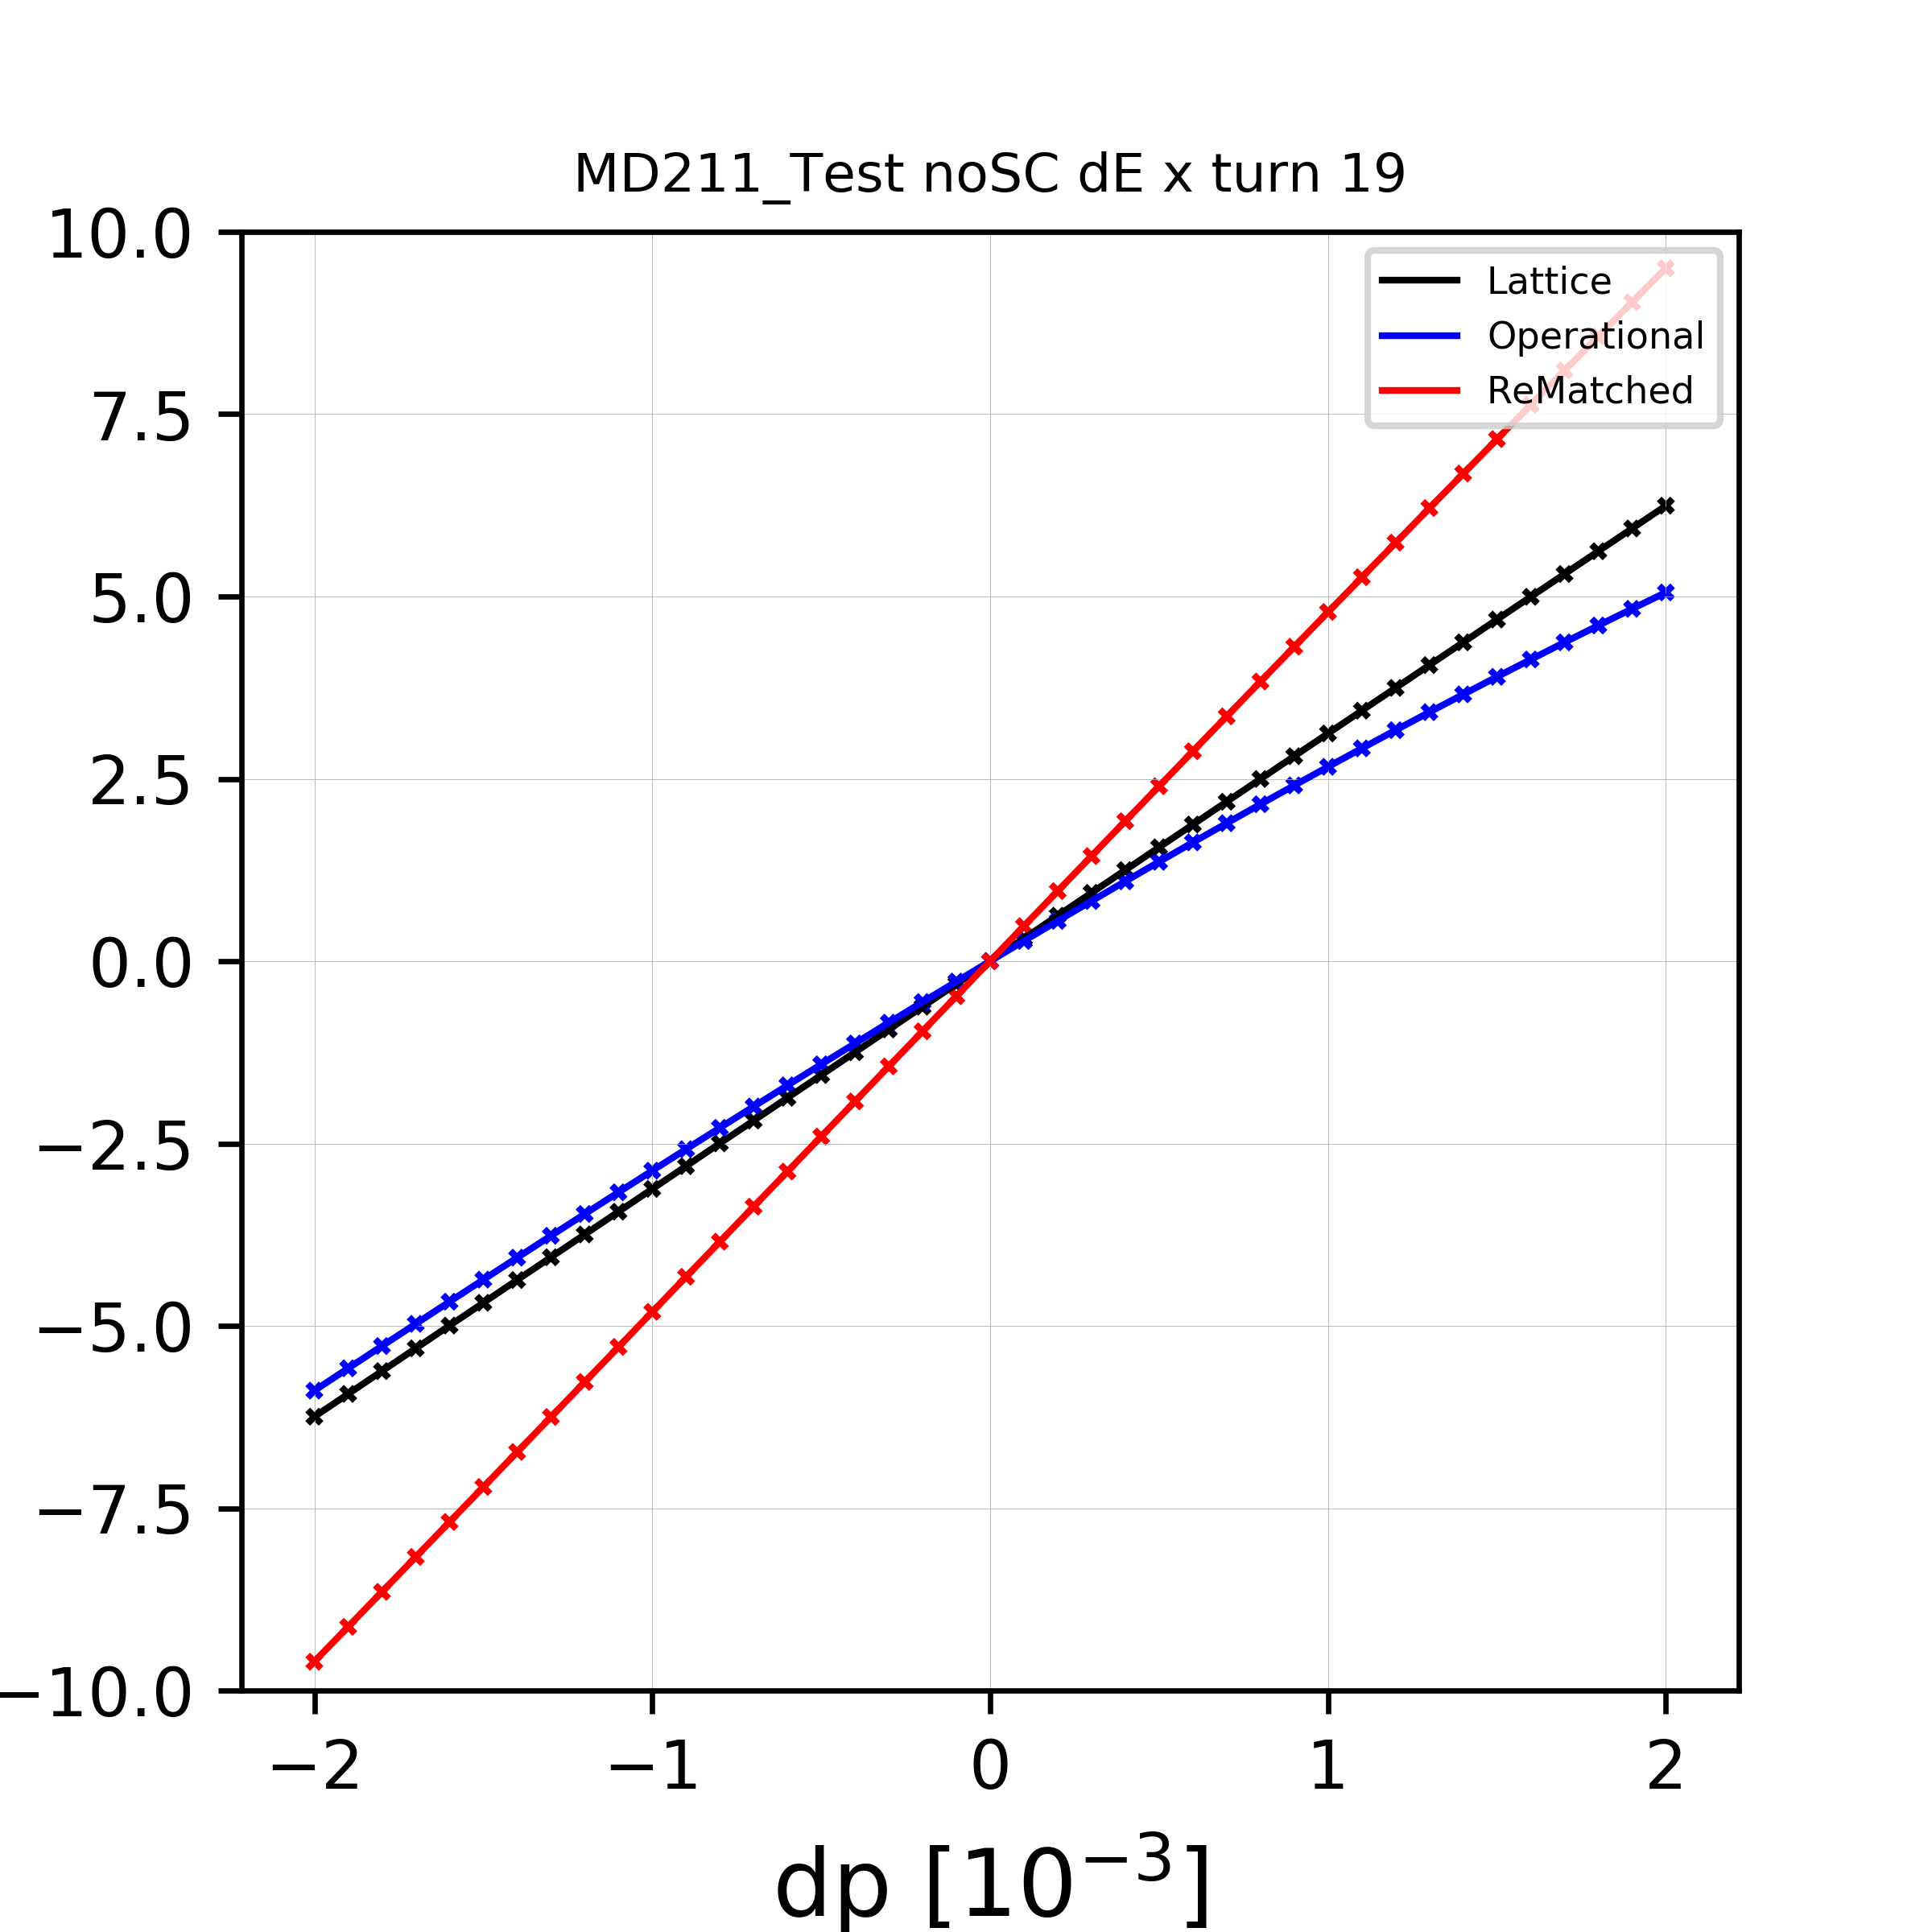 MD211_Test noSC dE x turn 19
10.0
7.5
5.0
2.5
0.0
−2.5
−5.0
−7.5
−10.0
Lattice
Operational
ReMatched
−2 −1 0 1 2
dp [10⁻³]